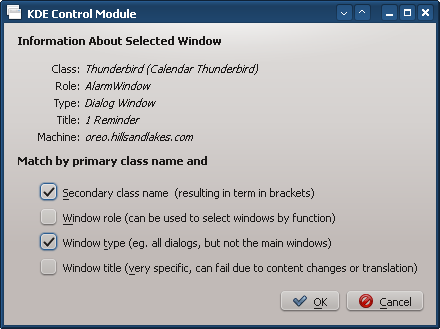 KDE Control Module
Information About Selected Window
Class: Thunderbird (Calendar Thunderbird)
Role: AlarmWindow
Type: Dialog Window
Title: 1 Reminder
Machine: oreo.hillsandlakes.com
Match by primary class name and
Secondary class name (resulting in term in brackets)
Window role (can be used to select windows by function)
Window type (eg. all dialogs, but not the main windows)
Window title (very specific, can fail due to content changes or translation)
OK Cancel